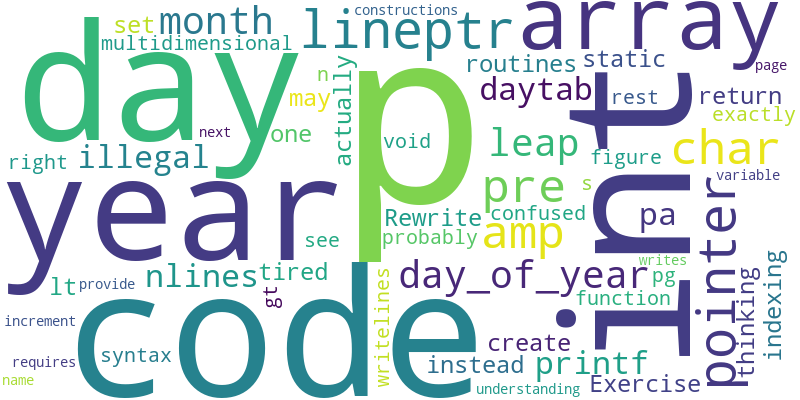 constructions
set
month
lineptr
array
multidimensional
day
n
actually
routines
static
page
may
daytab
rest
return
int
exactly
next
one
p
void
leap
figure
char
right
illegal
year
pre
s
variable
Rewrite
confused
pa
see
probably
amp
pointer
writes
lt
provide
nlines
tired
day_of_year
pg
thinking
indexing
gt
writelines
function
increment
code
create
syntax
instead
printf
requires
name
understanding
Exercise